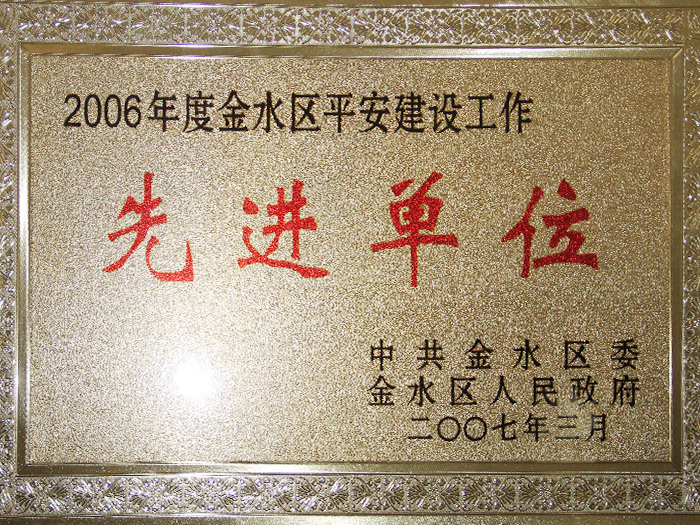 2006年度金水区平安建设工作
先进单位
中共金水区委
金水区人民政府
二〇〇七年三月